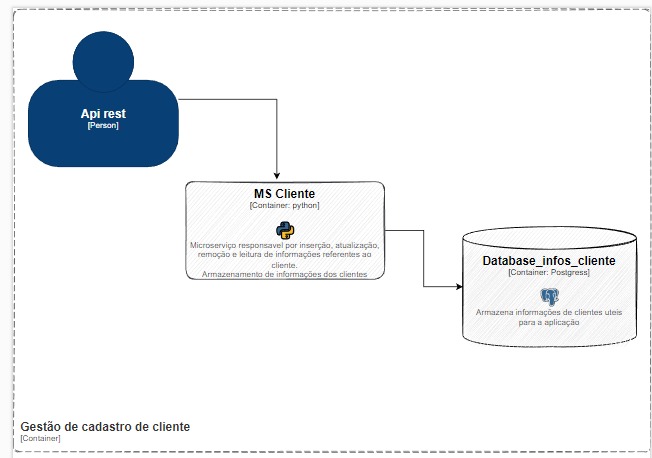 Api rest
[Person]
MS Cliente
[Container: python]
Microserviço responsavel por inserção, atualização,
remoção e leitura de informações referentes ao
cliente.
Armazenamento de informações dos clientes
Database_infos_cliente
[Container: Postgress]
Armazena informações de clientes uteis
para a aplicação
Gestão de cadastro de cliente
[Container]